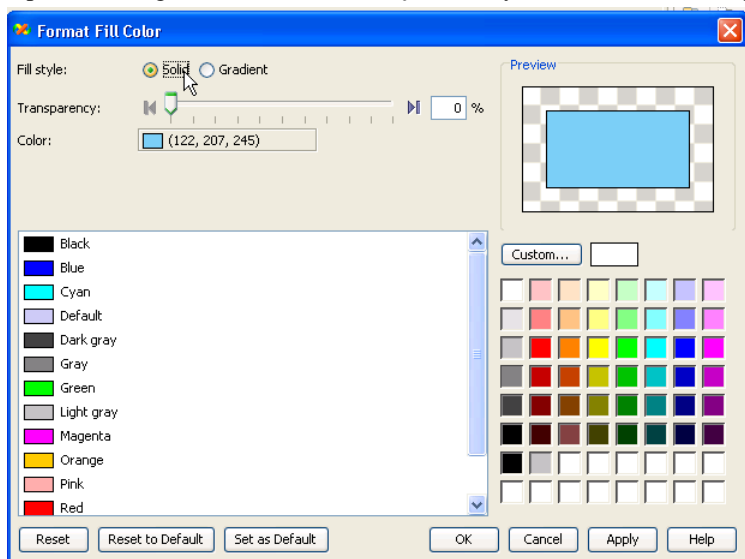 Format Fill Color
Fill style: Solid Gradient
Preview
Transparency: 0 %
Color: (122, 207, 245)
Black
Blue
Cyan
Default
Dark gray
Gray
Green
Light gray
Magenta
Orange
Pink
Red
Custom...
Reset Reset to Default Set as Default OK Cancel Apply Help